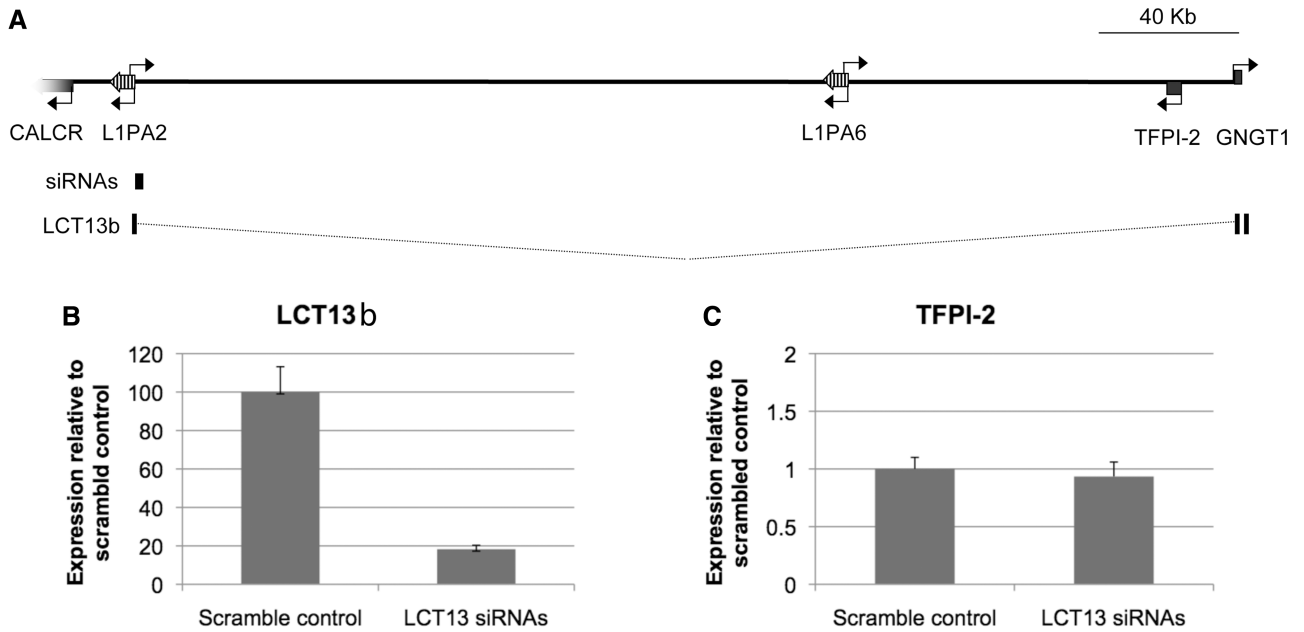 A
40 Kb
CALCR L1PA2 L1PA6 TFPI-2 GNGT1
siRNAs
LCT13b
B
LCT13b
Expression relative to
scrambld control
120
100
80
60
40
20
0
Scramble control LCT13 siRNAs
C
TFPI-2
Expression relative to
scrambled control
2
1.5
1
0.5
0
Scramble control LCT13 siRNAs